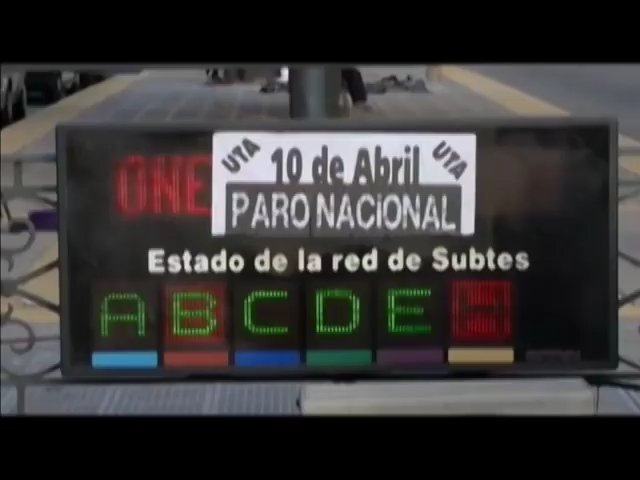 UTA 10 de Abril UTA
ONE PARO NACiONAL
Estado de la red de Subtes
A B C D E H